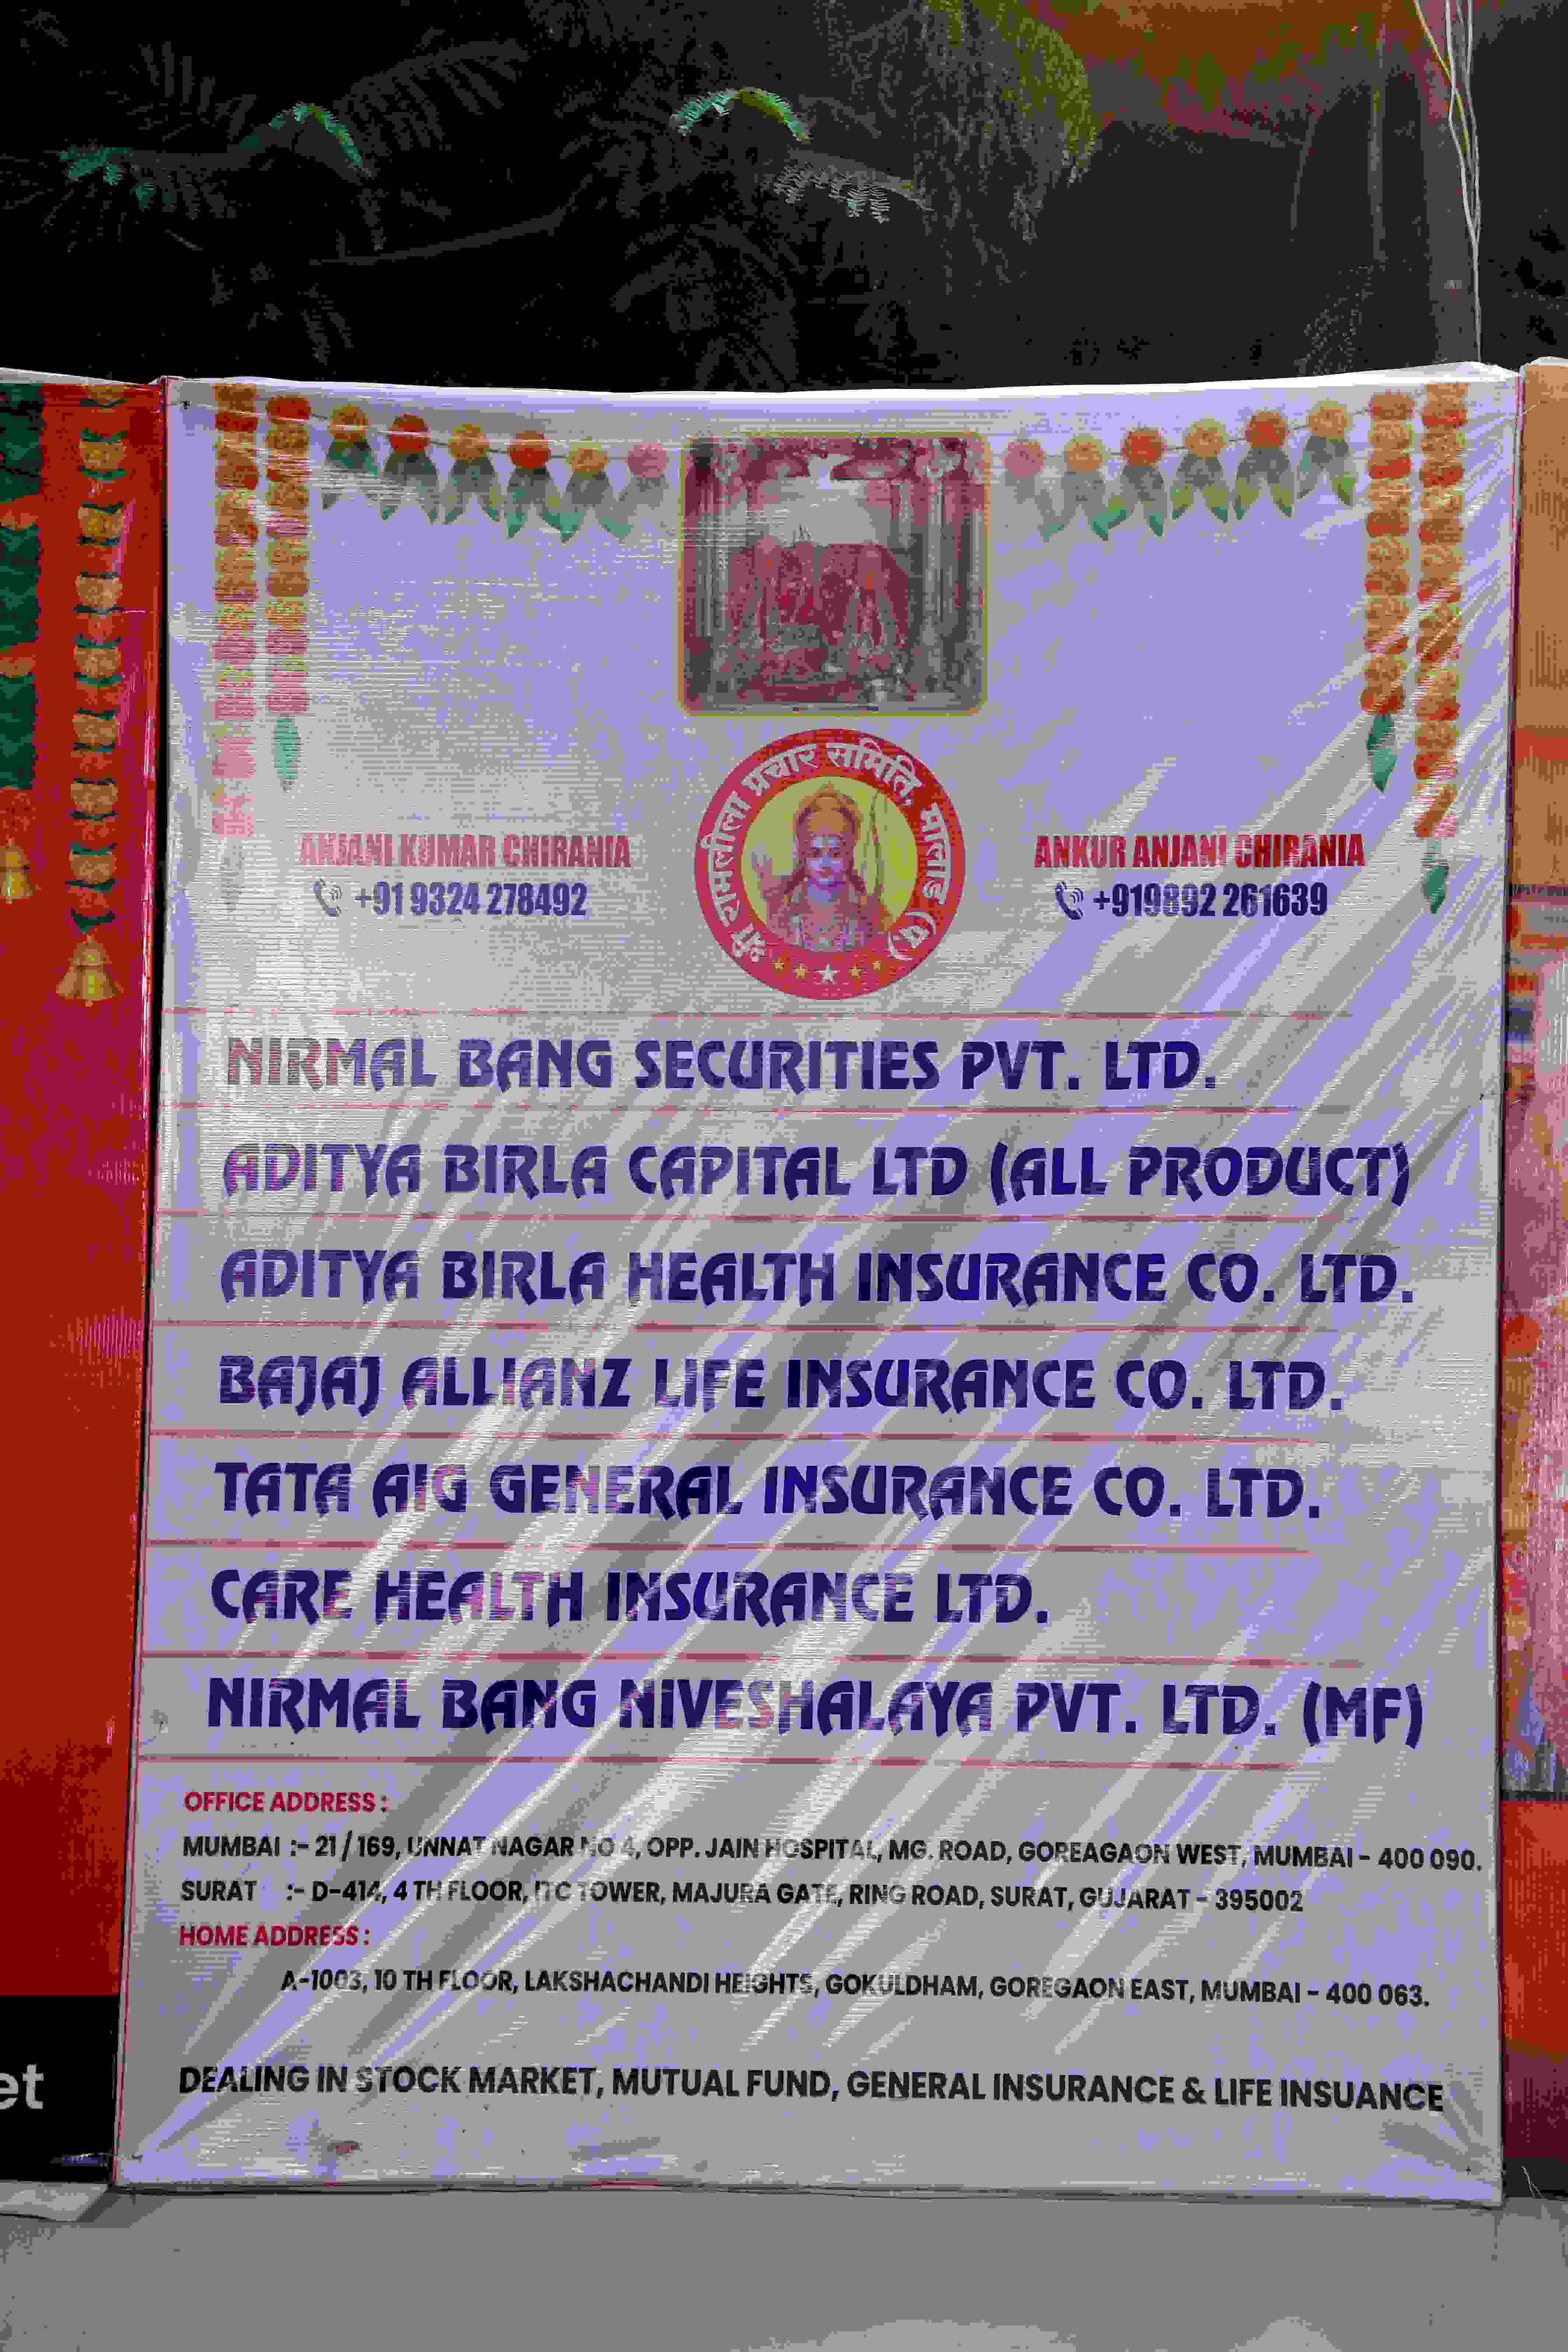 श्री रामलीला प्रचार समिति, मालाड (प.)
ANJANI KUMAR CHIRANIA
+91 9324 278492
ANKUR ANJANI CHIRANIA
+919892 261639
NIRMAL BANG SECURITIES PVT. LTD.
ADITYA BIRLA CAPITAL LTD (ALL PRODUCT)
ADITYA BIRLA HEALTH INSURANCE CO. LTD.
BAJAJ ALLIANZ LIFE INSURANCE CO. LTD.
TATA AIG GENERAL INSURANCE CO. LTD.
CARE HEALTH INSURANCE LTD.
NIRMAL BANG NIVESHALAYA PVT. LTD. (MF)
OFFICE ADDRESS :
MUMBAI :- 21 / 169, UNNAT NAGAR NO 4, OPP. JAIN HOSPITAL, MG. ROAD, GOREAGAON WEST, MUMBAI - 400 090.
SURAT :- D-414, 4 TH FLOOR, ITC TOWER, MAJURA GATE, RING ROAD, SURAT, GUJARAT - 395002
HOME ADDRESS :
A-1003, 10 TH FLOOR, LAKSHACHANDI HEIGHTS, GOKULDHAM, GOREGAON EAST, MUMBAI - 400 063.
DEALING IN STOCK MARKET, MUTUAL FUND, GENERAL INSURANCE & LIFE INSUANCE
et